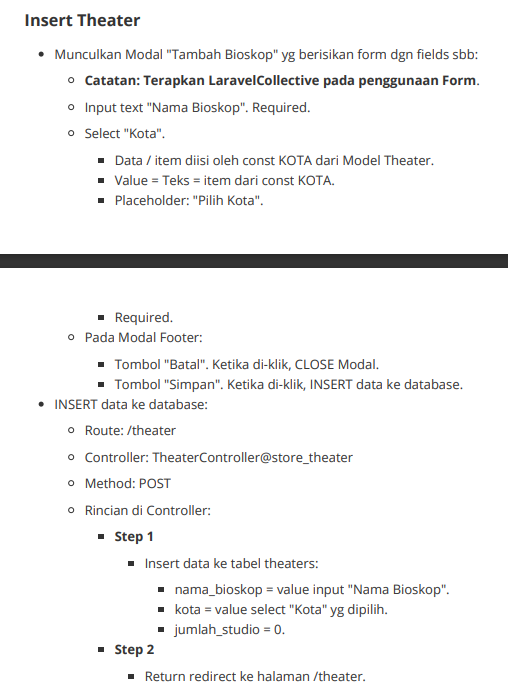 Insert Theater
Munculkan Modal "Tambah Bioskop" yg berisikan form dgn fields sbb:
Catatan: Terapkan LaravelCollective pada penggunaan Form.
Input text "Nama Bioskop". Required.
Select "Kota".
Data / item diisi oleh const KOTA dari Model Theater.
Value = Teks = item dari const KOTA.
Placeholder: "Pilih Kota".
Required.
Pada Modal Footer:
Tombol "Batal". Ketika di-klik, CLOSE Modal.
Tombol "Simpan". Ketika di-klik, INSERT data ke database.
INSERT data ke database:
Route: /theater
Controller: TheaterController@store_theater
Method: POST
Rincian di Controller:
Step 1
Insert data ke tabel theaters:
nama_bioskop = value input "Nama Bioskop".
kota = value select "Kota" yg dipilih.
jumlah_studio = 0.
Step 2
Return redirect ke halaman /theater.